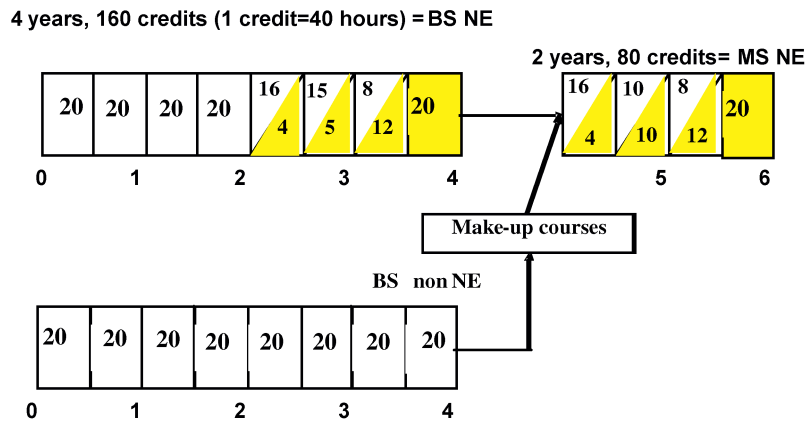 4 years, 160 credits (1 credit=40 hours) = BS NE
2 years, 80 credits= MS NE
20 20 20 20 16 4 15 5 8 12 20
16 4 10 10 8 12 20
0 1 2 3 4
5 6
Make-up courses
BS non NE
20 20 20 20 20 20 20 20
0 1 2 3 4